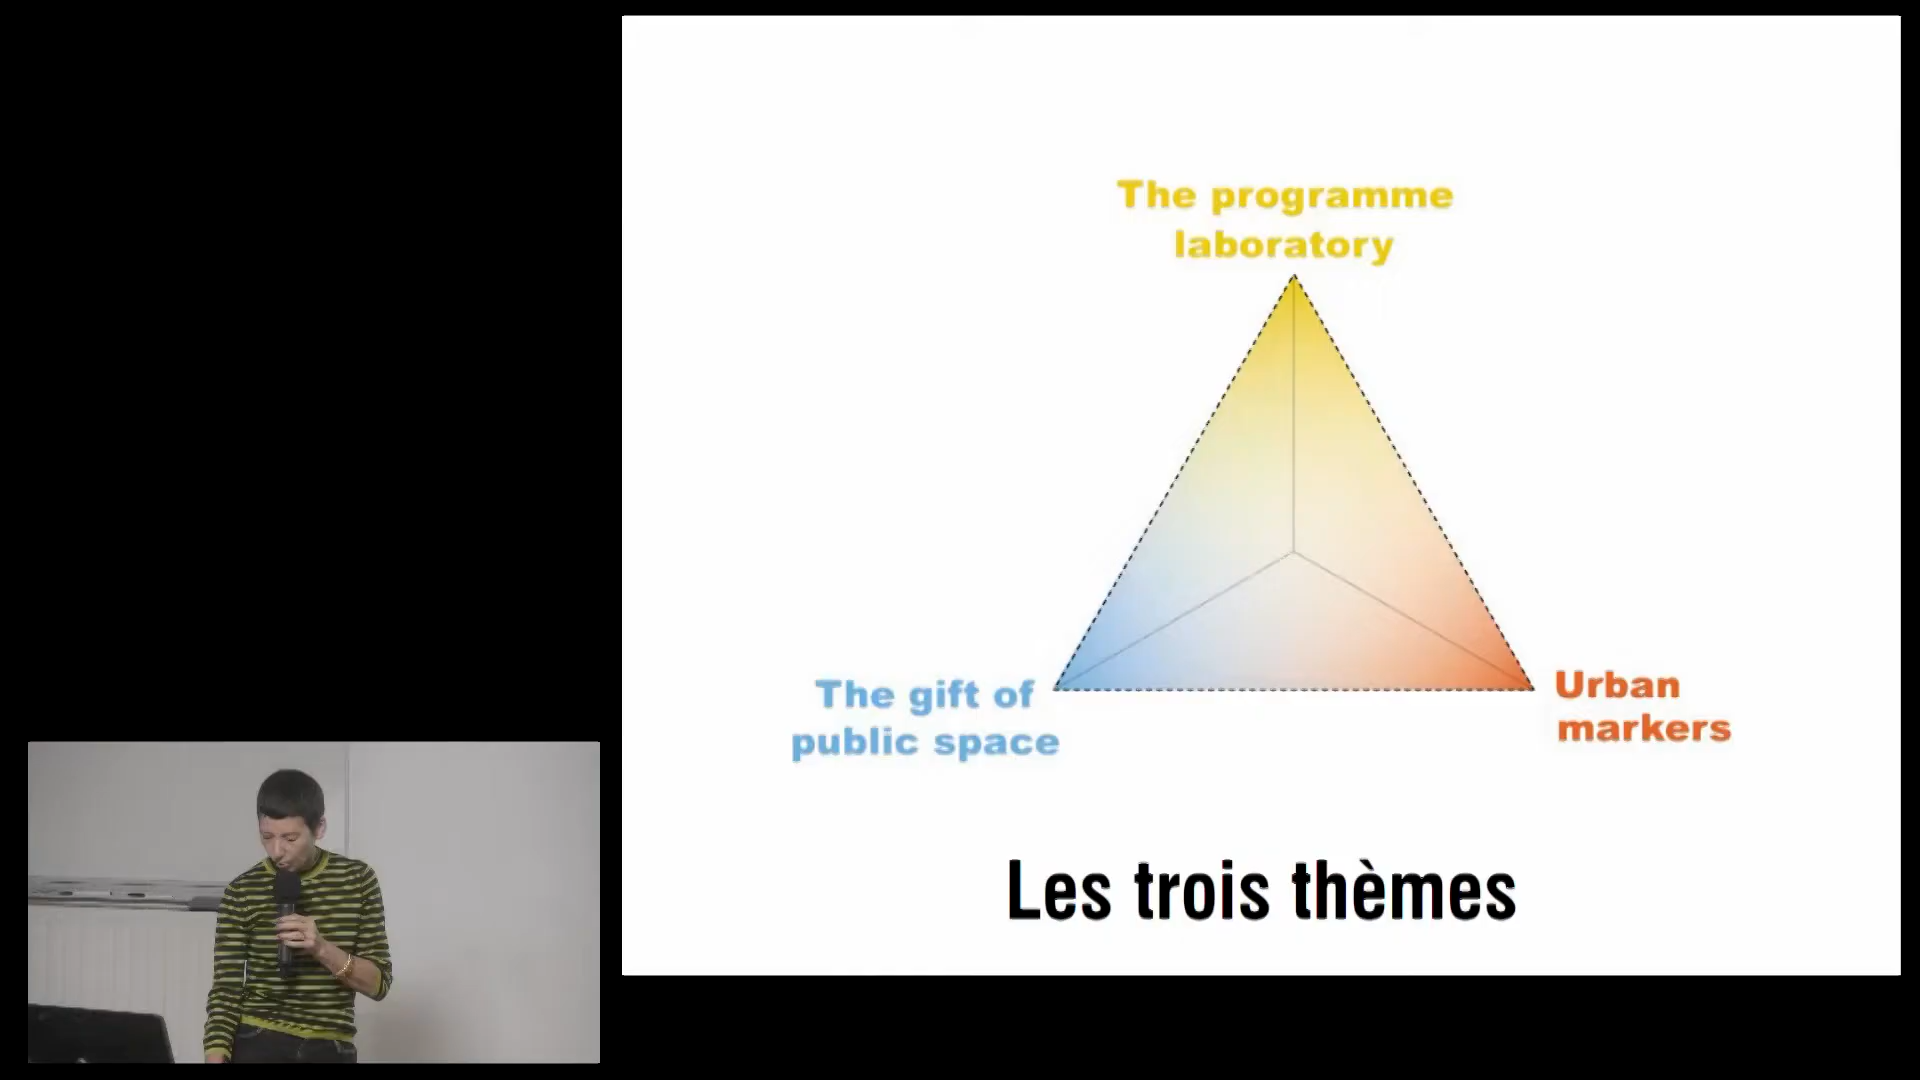 The programme
laboratory
The gift of
public space
Urban
markers
Les trois thèmes